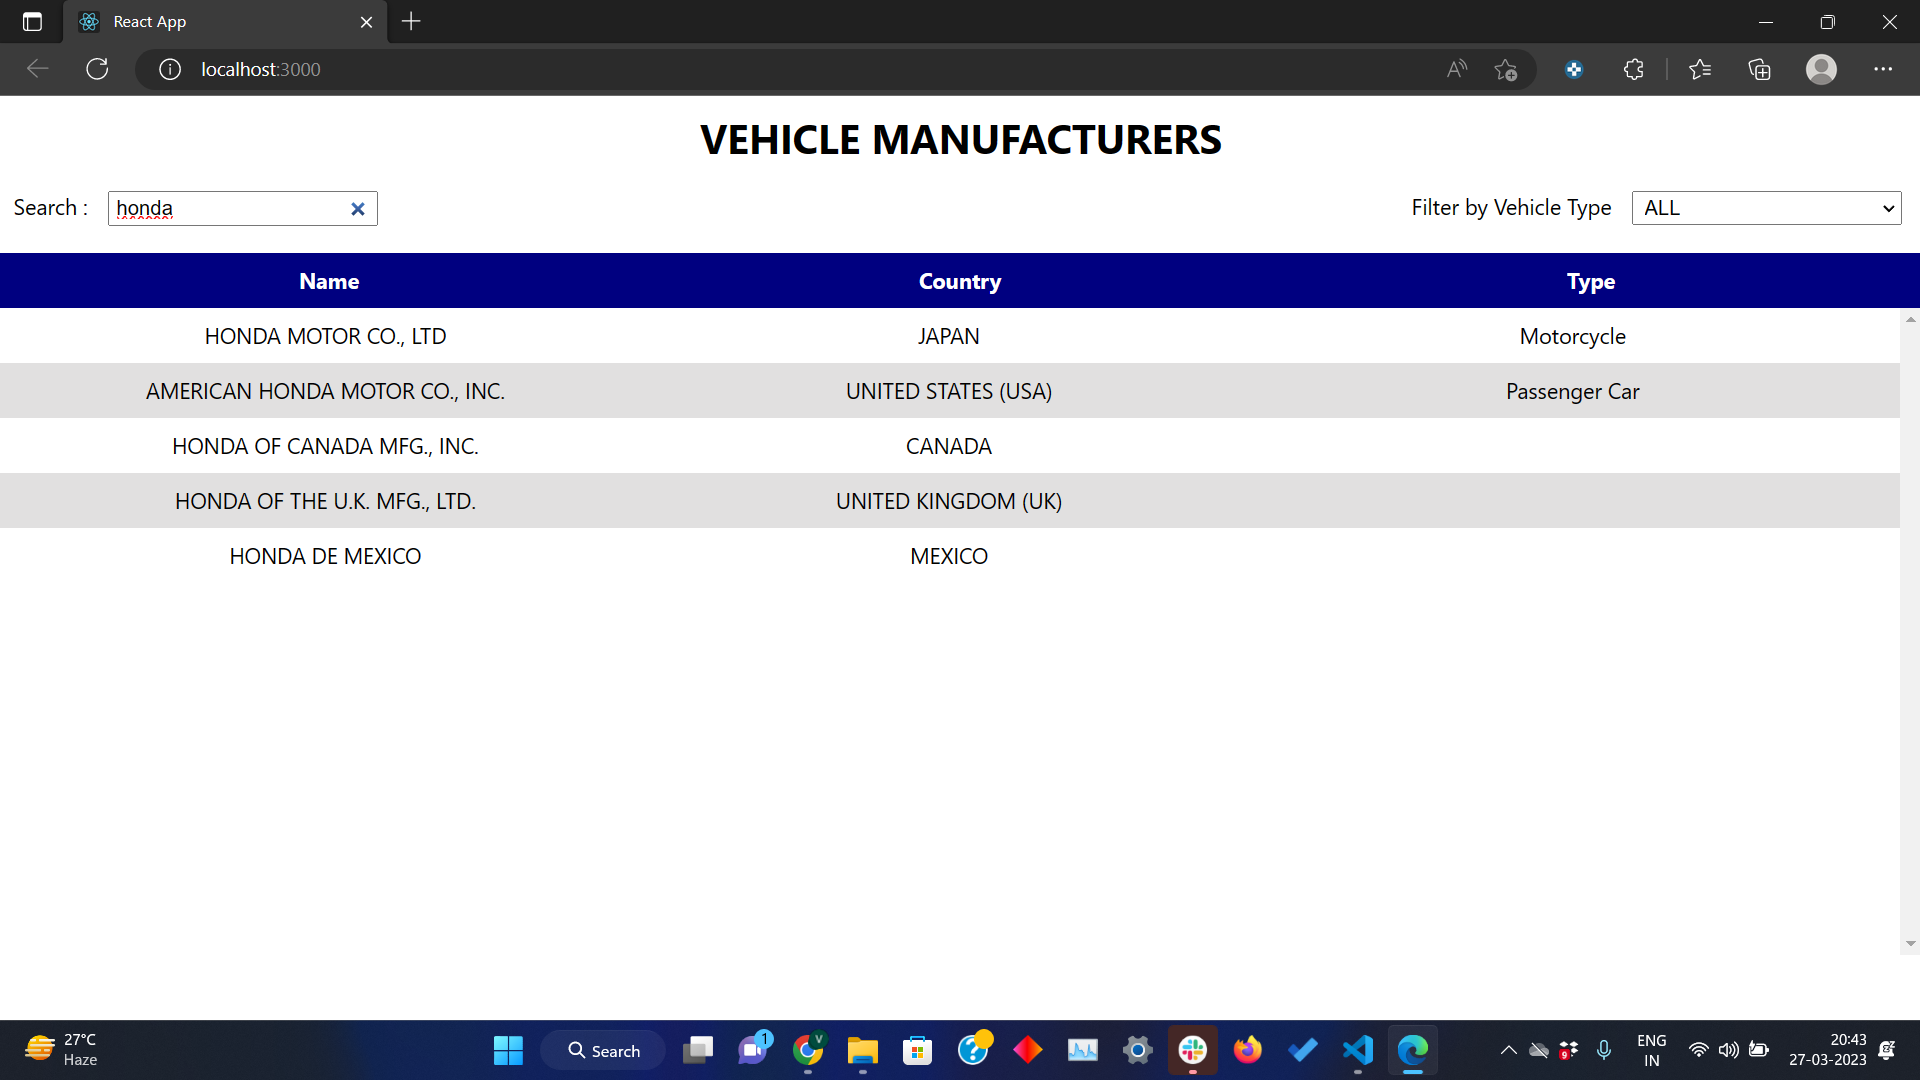 React App
localhost:3000
VEHICLE MANUFACTURERS
Search : honda Filter by Vehicle Type ALL
Name Country Type
HONDA MOTOR CO., LTD JAPAN Motorcycle
AMERICAN HONDA MOTOR CO., INC. UNITED STATES (USA) Passenger Car
HONDA OF CANADA MFG., INC. CANADA
HONDA OF THE U.K. MFG., LTD. UNITED KINGDOM (UK)
HONDA DE MEXICO MEXICO
27°C
Haze
Search
1
V
9
ENG
IN
20:43
27-03-2023